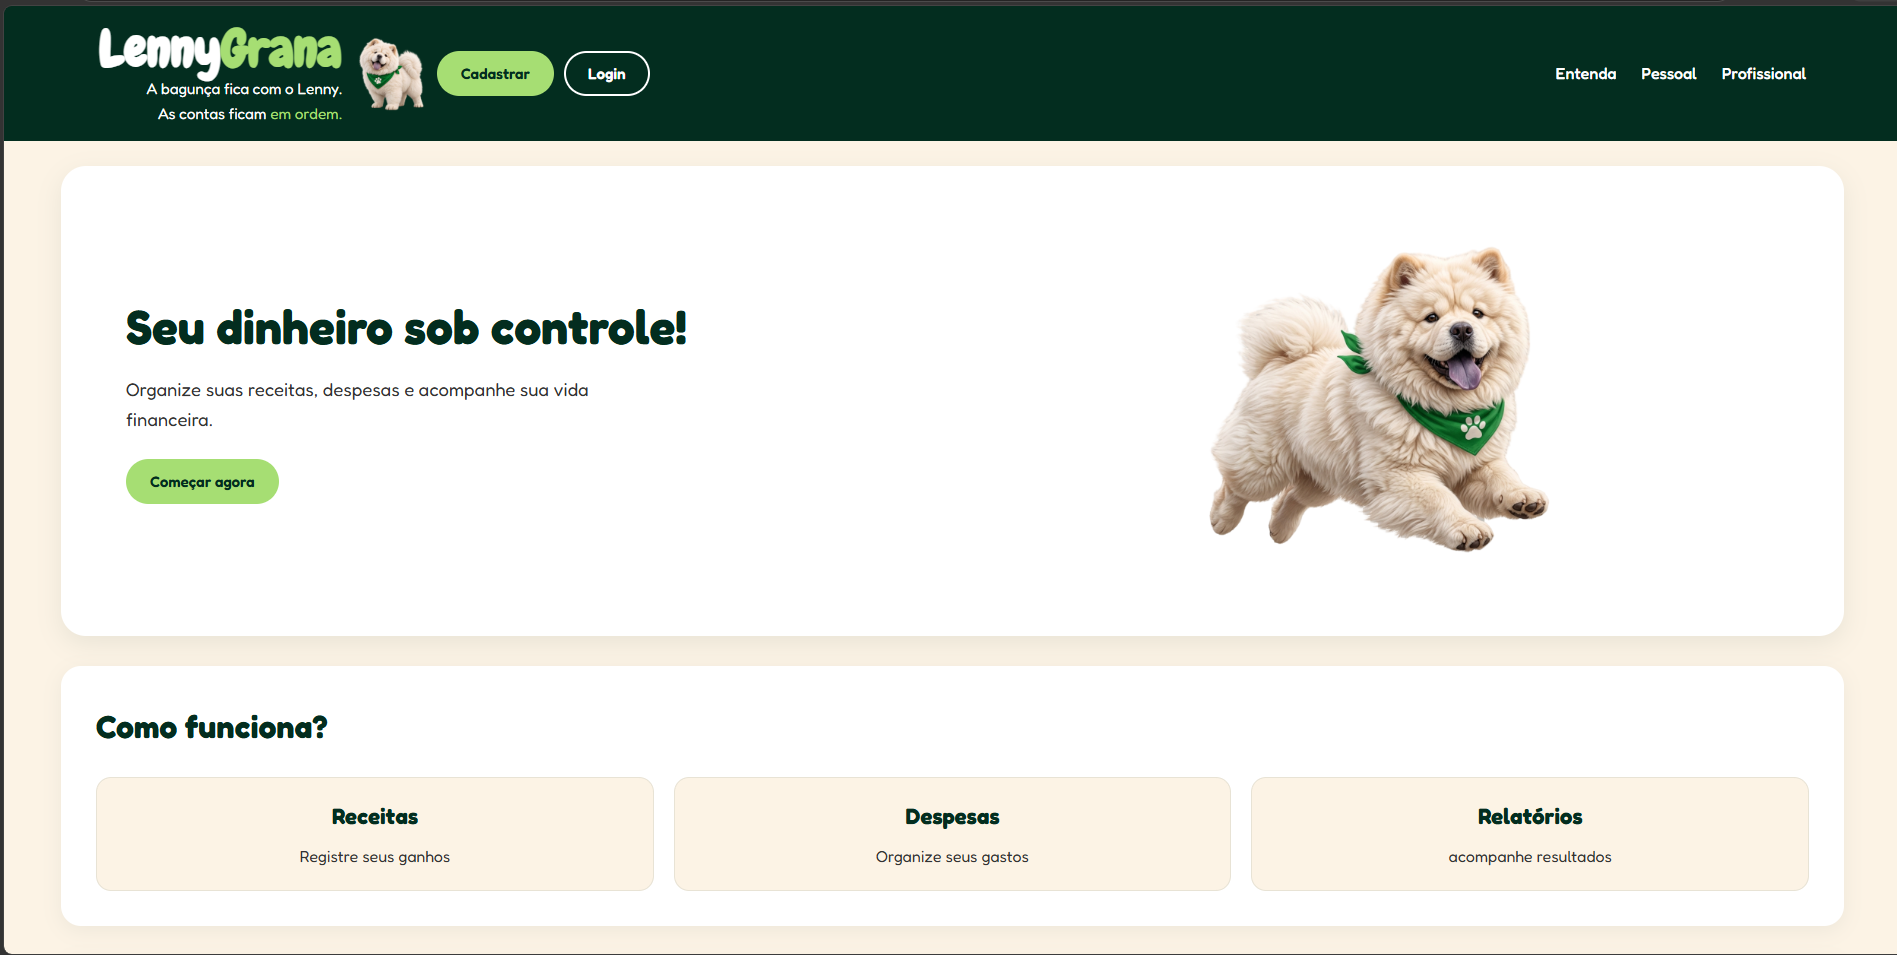 LennyGrana
A bagunça fica com o Lenny.
As contas ficam em ordem.
Cadastrar
Login
Entenda
Pessoal
Profissional
Seu dinheiro sob controle!
Organize suas receitas, despesas e acompanhe sua vida
financeira.
Começar agora
Como funciona?
Receitas
Registre seus ganhos
Despesas
Organize seus gastos
Relatórios
acompanhe resultados